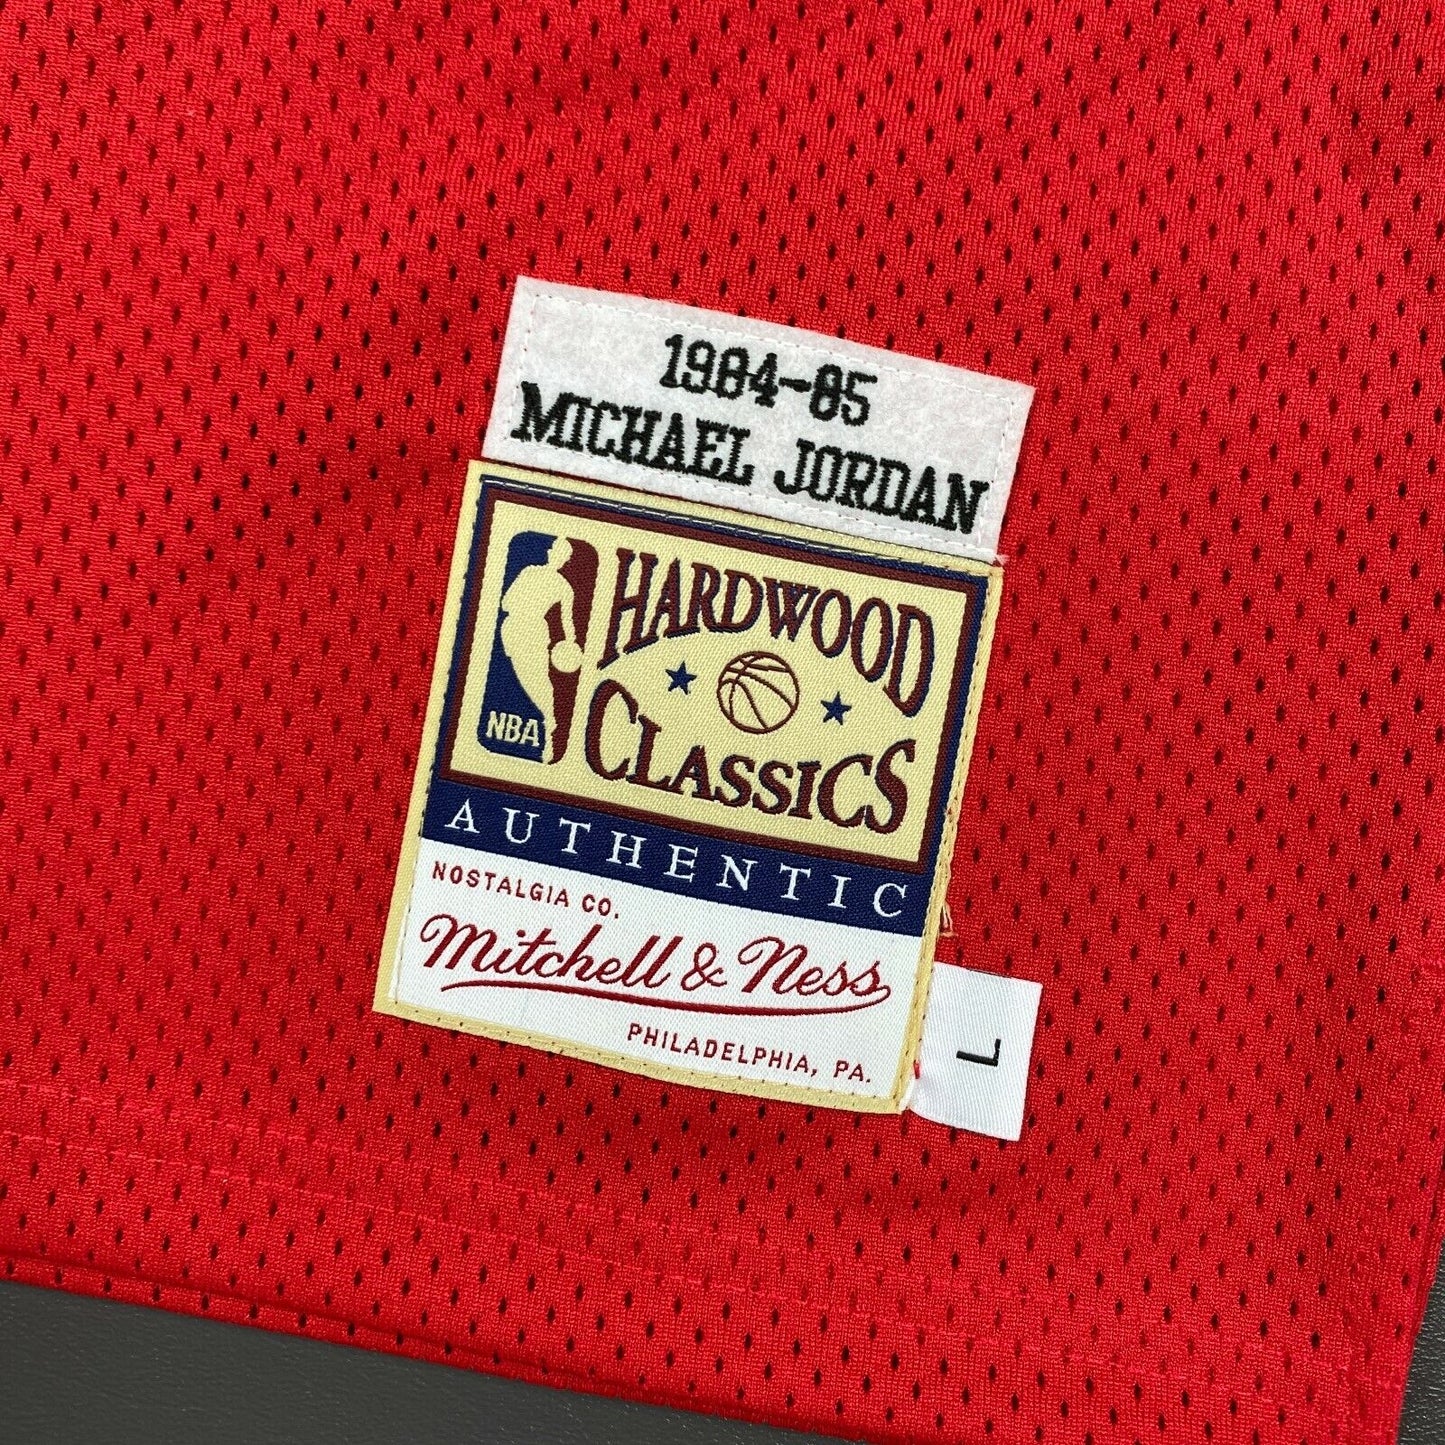 1984-85
MICHAEL JORDAN
HARDWOOD
CLASSICS
NBA
AUTHENTIC
NOSTALGIA CO.
Mitchell & Ness
PHILADELPHIA, PA.
L